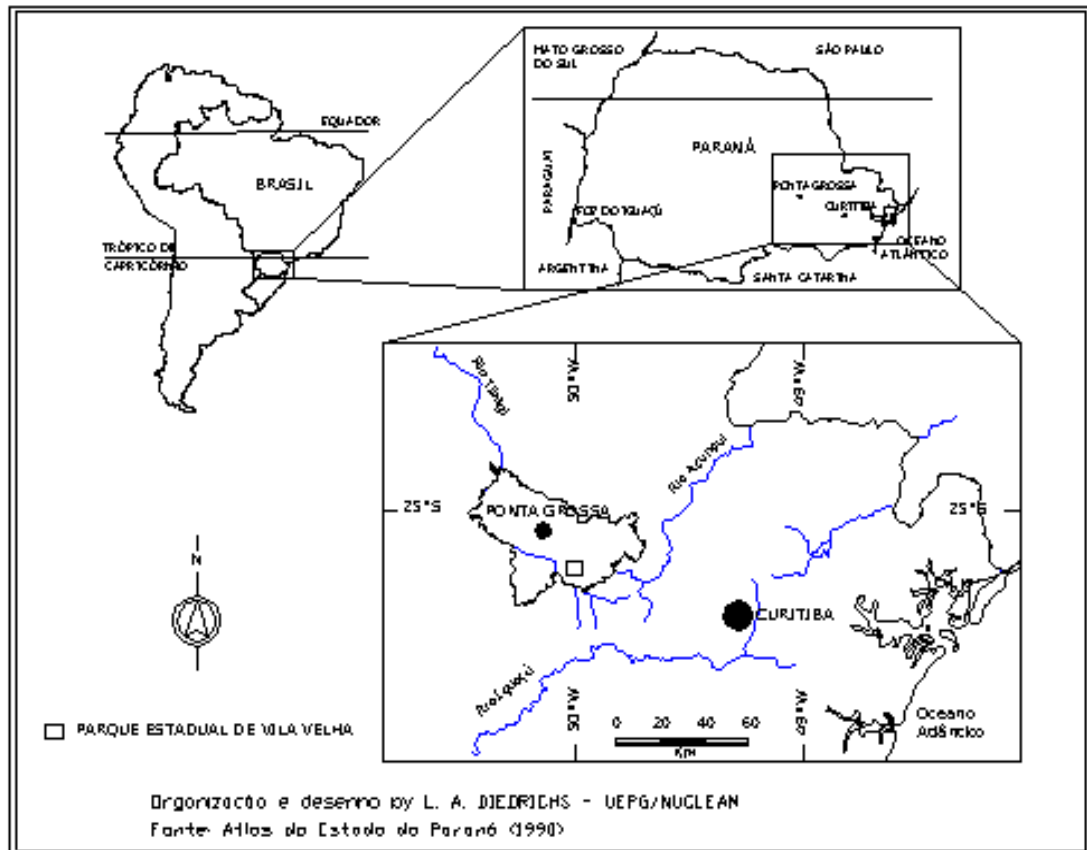 EQUADOR
BRASIL
TRÓPICO DE
CAPRICÓRNIO
MATO GROSSO
DO SUL
SÃO PAULO
PARANÁ
PARAGUAI
PONTA GROSSA
CURITIBA
FOZ DO IGUAÇÚ
OCEANO
ATLÂNTICO
ARGENTINA
SANTA CATARINA
50°W
49°W
Rio Tibagi
Rio Açungui
25°S
25°S
PONTA GROSSA
CURITIBA
Rio Iguaçú
50°W
49°W
0 20 40 60
Km
Oceano
Atlântico
N
PARQUE ESTADUAL DE VILA VELHA
Organização e desenho by L. A. DIEDRICHS - UEPG/NUCLEAN
Fonte: Atlas do Estado do Paraná (1990)